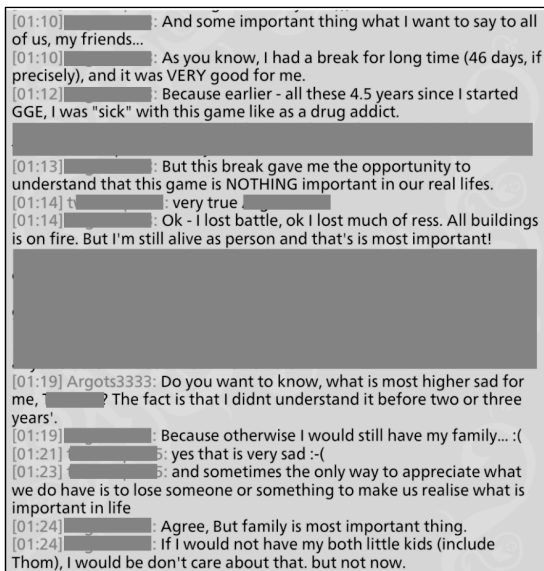 [01:10] : And some important thing what I want to say to all
of us, my friends...
[01:10] : As you know, I had a break for long time (46 days, if
precisely), and it was VERY good for me.
[01:12] : Because earlier - all these 4.5 years since I started
GGE, I was "sick" with this game like as a drug addict.
[01:13] : But this break gave me the opportunity to
understand that this game is NOTHING important in our real lifes.
[01:14] : very true
[01:14] : Ok - I lost battle, ok I lost much of ress. All buildings
is on fire. But I'm still alive as person and that's is most important!
[01:19] Argots3333: Do you want to know, what is most higher sad for
me, ? The fact is that I didnt understand it before two or three
years'.
[01:19] : Because otherwise I would still have my family... :(
[01:21] 5: yes that is very sad :-(
[01:23] 5: and sometimes the only way to appreciate what
we do have is to lose someone or something to make us realise what is
important in life
[01:24] : Agree, But family is most important thing.
[01:24] : If I would not have my both little kids (include
Thom), I would be don't care about that. but not now.